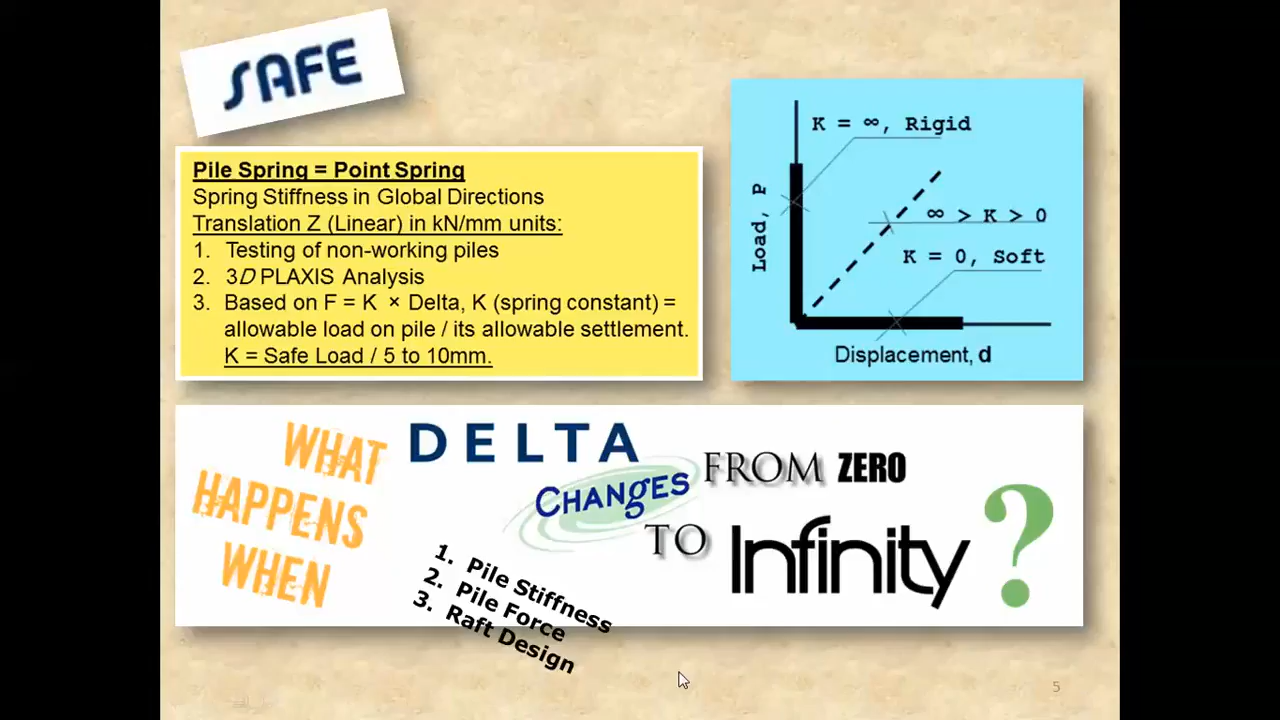 SAFE
Pile Spring = Point Spring
Spring Stiffness in Global Directions
Translation Z (Linear) in kN/mm units:
1. Testing of non-working piles
2. 3D PLAXIS Analysis
3. Based on F = K × Delta, K (spring constant) =
allowable load on pile / its allowable settlement.
K = Safe Load / 5 to 10mm.
K = ∞, Rigid
∞ > K > 0
K = 0, Soft
Load, P
Displacement, d
WHAT
HAPPENS
WHEN
DELTA
CHANgES
FROM ZERO
TO Infinity ?
1. Pile Stiffness
2. Pile Force
3. Raft Design
5